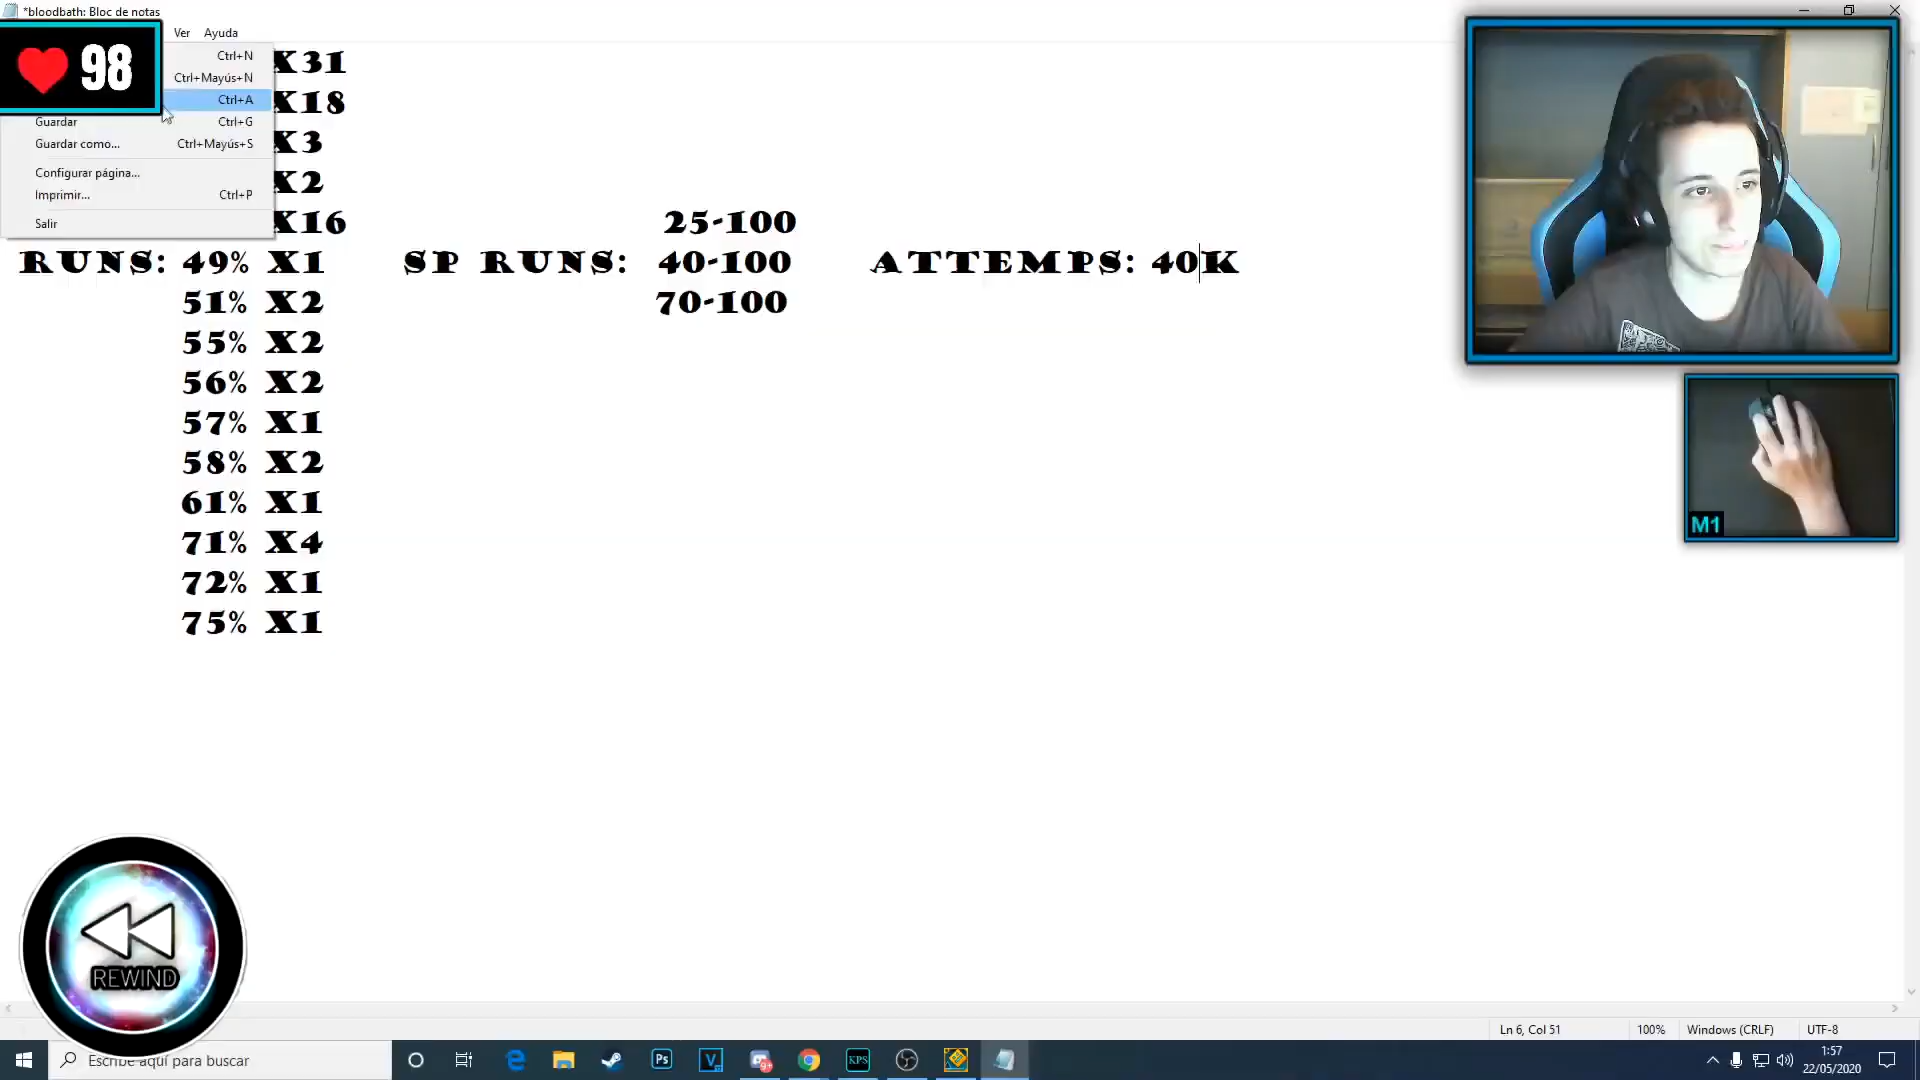 *bloodbath: Bloc de notas
98
Ver Ayuda
Ctrl+N
Ctrl+Mayús+N
Ctrl+A
Guardar Ctrl+G
Guardar como... Ctrl+Mayús+S
Configurar página...
Imprimir... Ctrl+P
Salir
X31
X18
X3
X2
X16 25-100
RUNS: 49% X1 SP RUNS: 40-100 ATTEMPS: 40K
51% X2 70-100
55% X2
56% X2
57% X1
58% X2
61% X1
71% X4
72% X1
75% X1
M1
REWIND
Ln 6, Col 51 100% Windows (CRLF) UTF-8
Escribe aquí para buscar
Ps
V
9+
KPS
1:57
22/05/2020